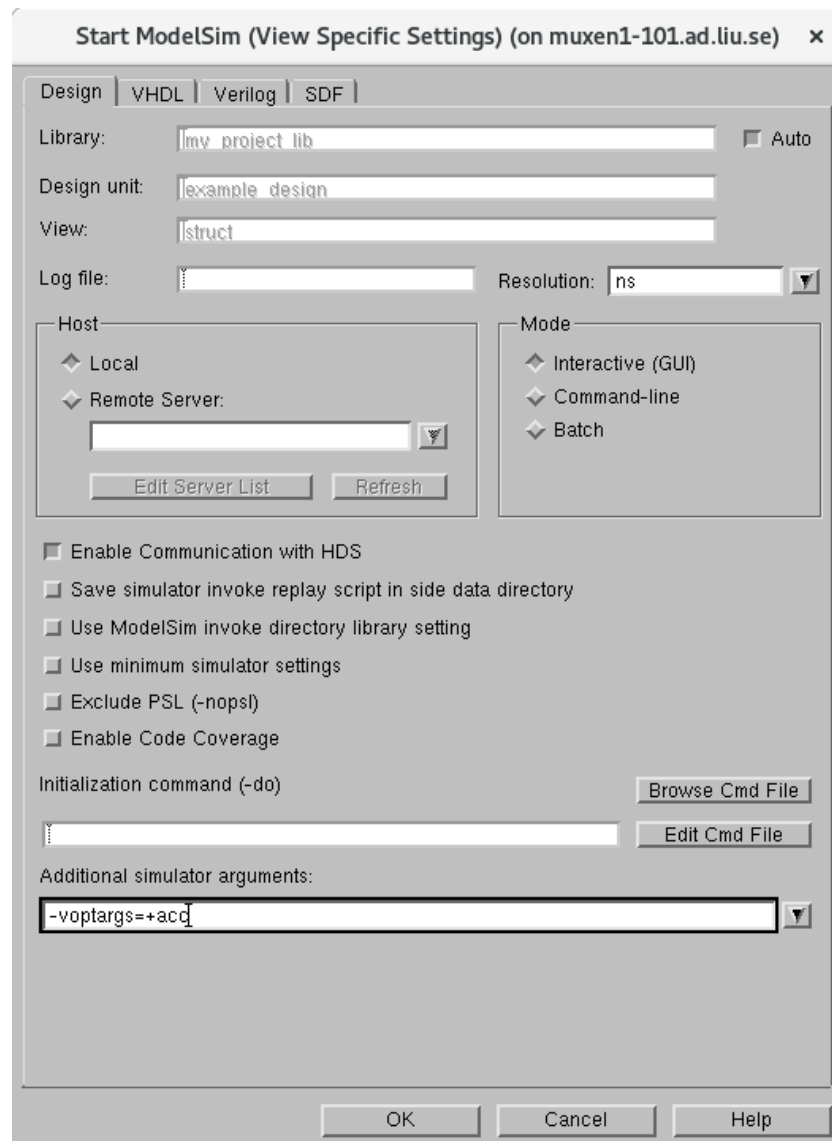 Start ModelSim (View Specific Settings) (on muxen1-101.ad.liu.se) ×
Design VHDL Verilog SDF
Library: my_project_lib Auto
Design unit: example_design
View: struct
Log file: Resolution: ns
Host Mode
Local Interactive (GUI)
Remote Server: Command-line
Batch
Edit Server List Refresh
Enable Communication with HDS
Save simulator invoke replay script in side data directory
Use ModelSim invoke directory library setting
Use minimum simulator settings
Exclude PSL (-nopsl)
Enable Code Coverage
Initialization command (-do) Browse Cmd File
Edit Cmd File
Additional simulator arguments:
-voptargs=+acc
OK Cancel Help